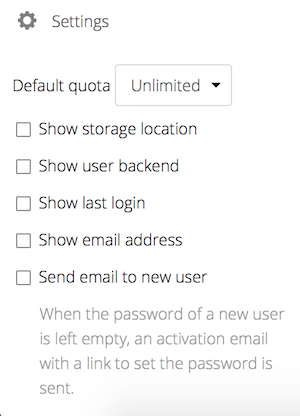 Settings
Default quota Unlimited
Show storage location
Show user backend
Show last login
Show email address
Send email to new user
When the password of a new user
is left empty, an activation email
with a link to set the password is
sent.